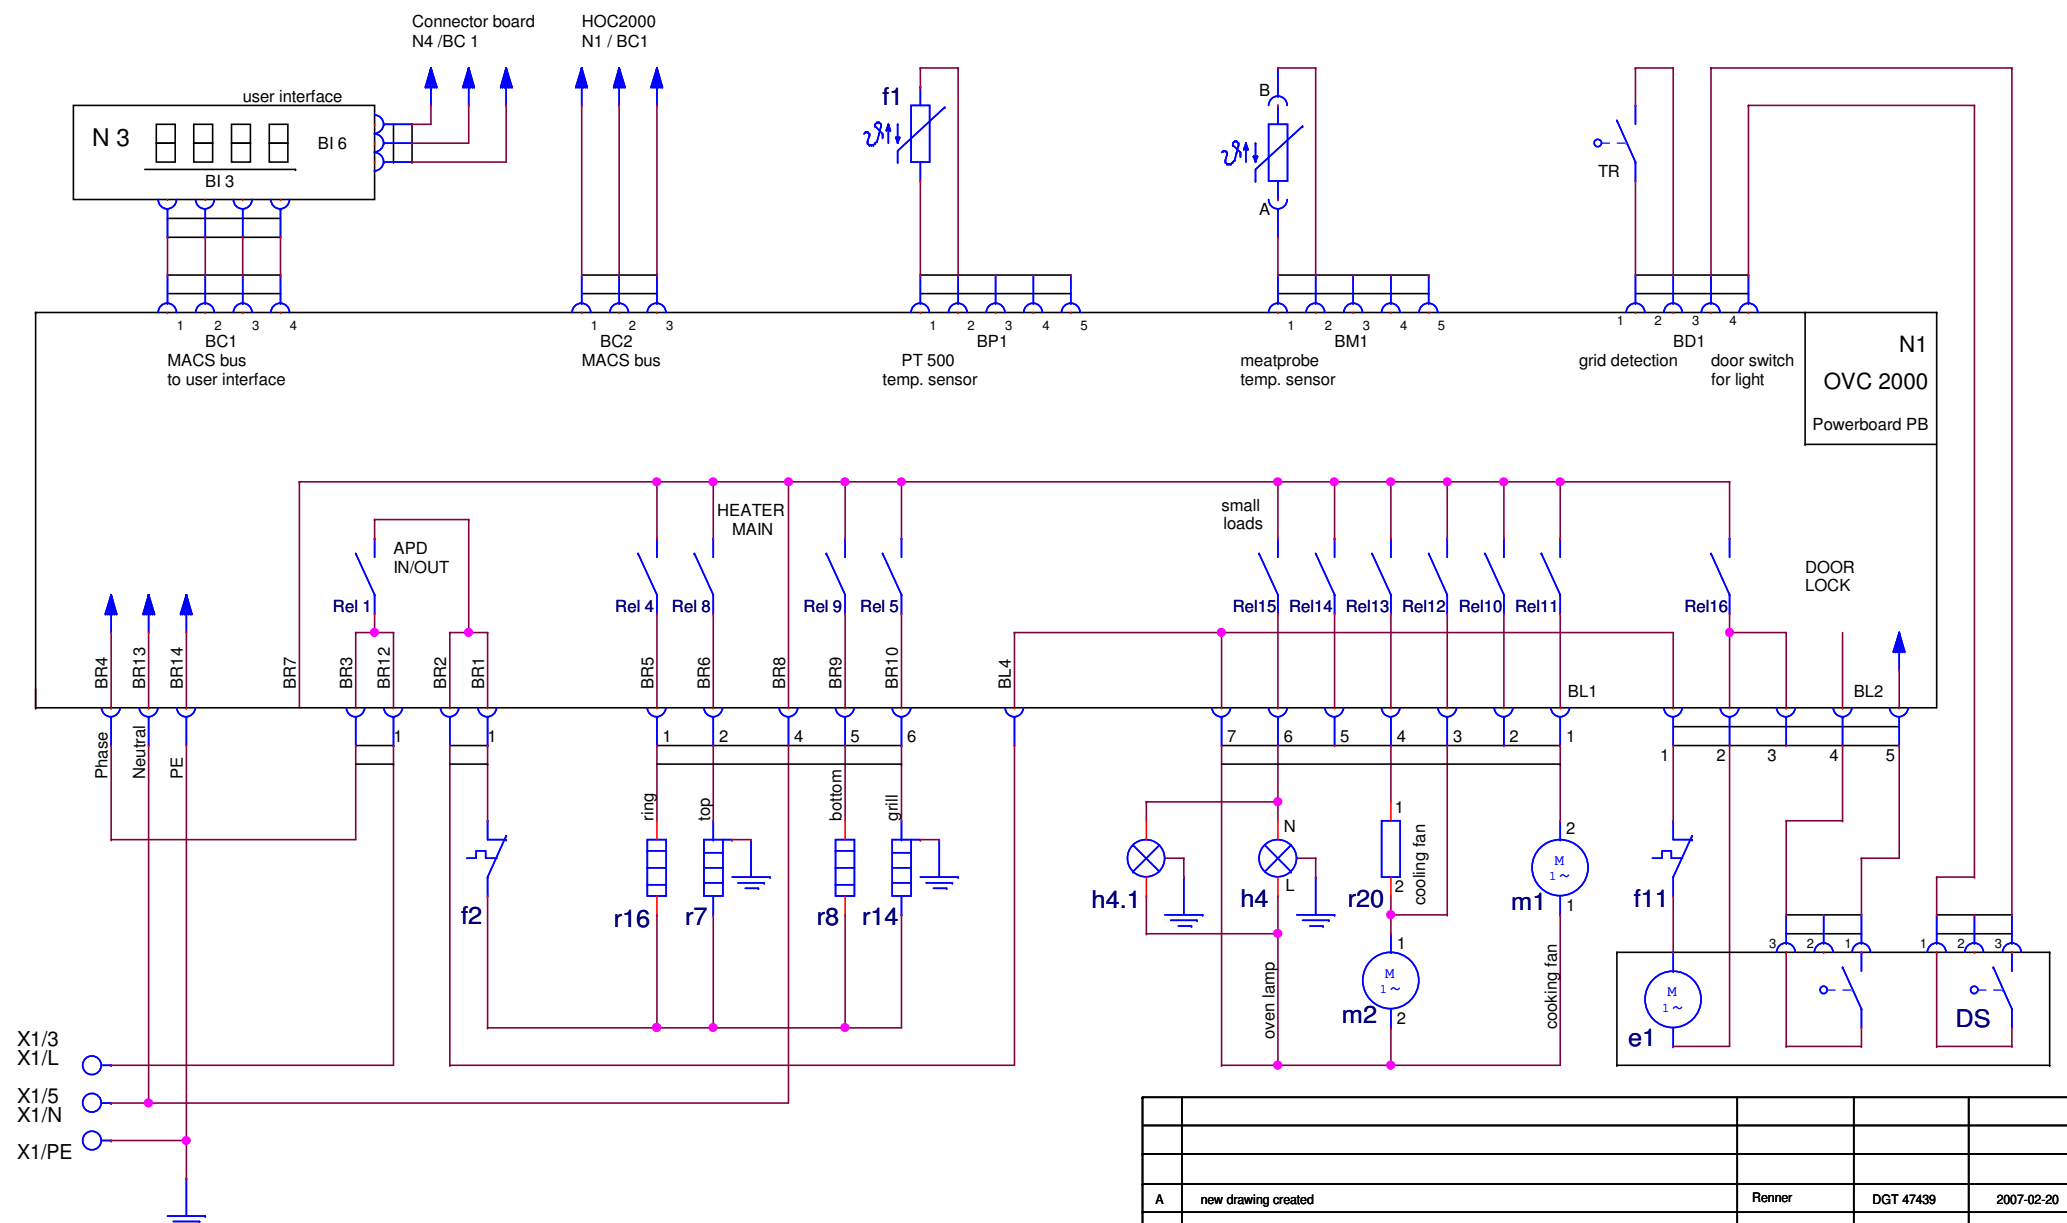 Connector board
N4 /BC 1
HOC2000
N1 / BC1
user interface
N 3
BI 6
BI 3
f1
B
A
TR
1 2 3 4
BC1
MACS bus
to user interface
1 2 3
BC2
MACS bus
1 2 3 4 5
BP1
PT 500
temp. sensor
1 2 3 4 5
BM1
meatprobe
temp. sensor
1 2 3 4
BD1
grid detection
door switch
for light
N1
OVC 2000
Powerboard PB
APD
IN/OUT
HEATER
MAIN
small
loads
DOOR
LOCK
Rel 1
Rel 4
Rel 8
Rel 9
Rel 5
Rel15
Rel14
Rel13
Rel12
Rel10
Rel11
Rel16
BR4
BR13
BR14
BR7
BR3
BR12
BR2
BR1
BR5
BR6
BR8
BR9
BR10
BL4
BL1
BL2
Phase
Neutral
PE
1
1
1 2 4 5 6
7 6 5 4 3 2 1
1 2 3 4 5
ring
top
bottom
grill
f2
r16
r7
r8
r14
h4.1
N
L
h4
oven lamp
1
2
r20
cooling fan
1
M
1 ~
2
m2
2
M
1 ~
1
m1
cooking fan
f11
3 2 1
1 2 3
M
1 ~
e1
DS
X1/3
X1/L
X1/5
X1/N
X1/PE
A new drawing created Renner DGT 47439 2007-02-20